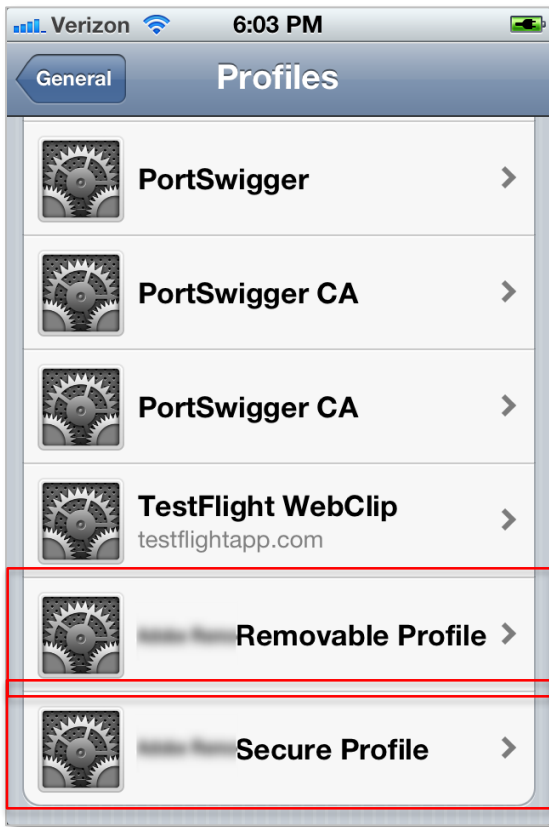 Verizon 6:03 PM
General Profiles
PortSwigger
PortSwigger CA
PortSwigger CA
TestFlight WebClip
testflightapp.com
Removable Profile
Secure Profile